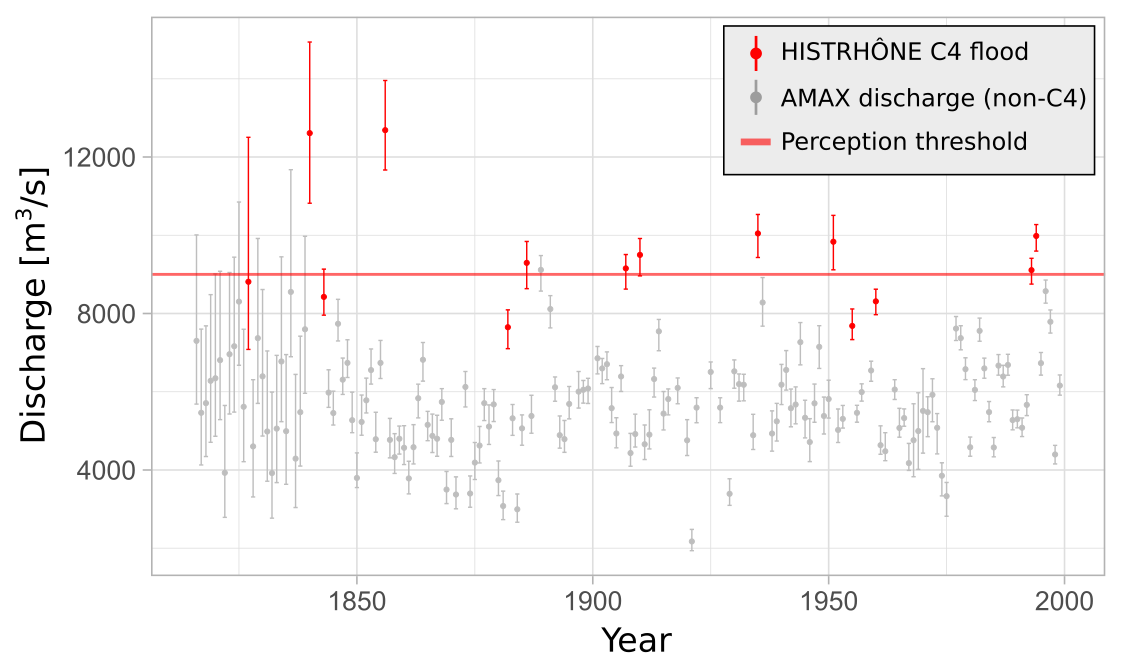 HISTRHÔNE C4 flood
AMAX discharge (non-C4)
Perception threshold
Discharge [m³/s]
12000
8000
4000
1850
1900
1950
2000
Year